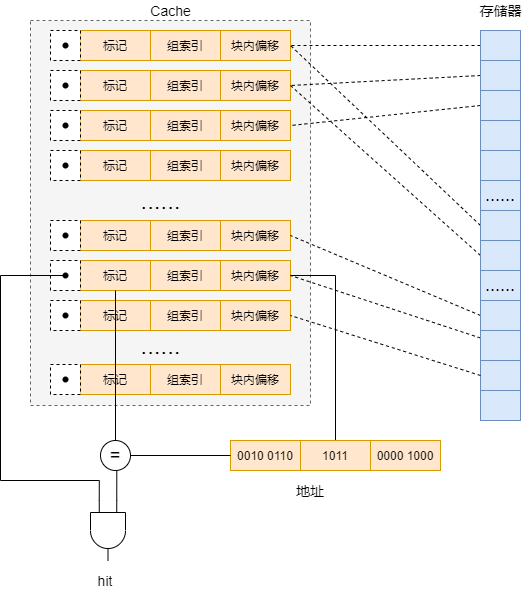 Cache
存储器
标记 组索引 块内偏移
标记 组索引 块内偏移
标记 组索引 块内偏移
标记 组索引 块内偏移
......
......
标记 组索引 块内偏移
标记 组索引 块内偏移
......
标记 组索引 块内偏移
......
标记 组索引 块内偏移
=
0010 0110 1011 0000 1000
地址
hit